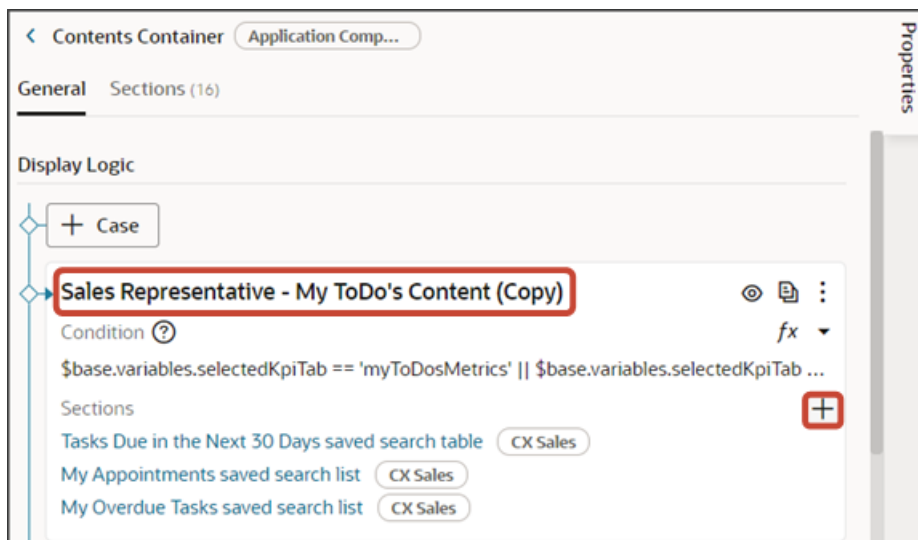 Contents Container Application Comp...
Properties
General Sections (16)
Display Logic
+ Case
Sales Representative - My ToDo's Content (Copy)
Condition ? fx
$base.variables.selectedKpiTab == 'myToDosMetrics' || $base.variables.selectedKpiTab ...
Sections +
Tasks Due in the Next 30 Days saved search table CX Sales
My Appointments saved search list CX Sales
My Overdue Tasks saved search list CX Sales